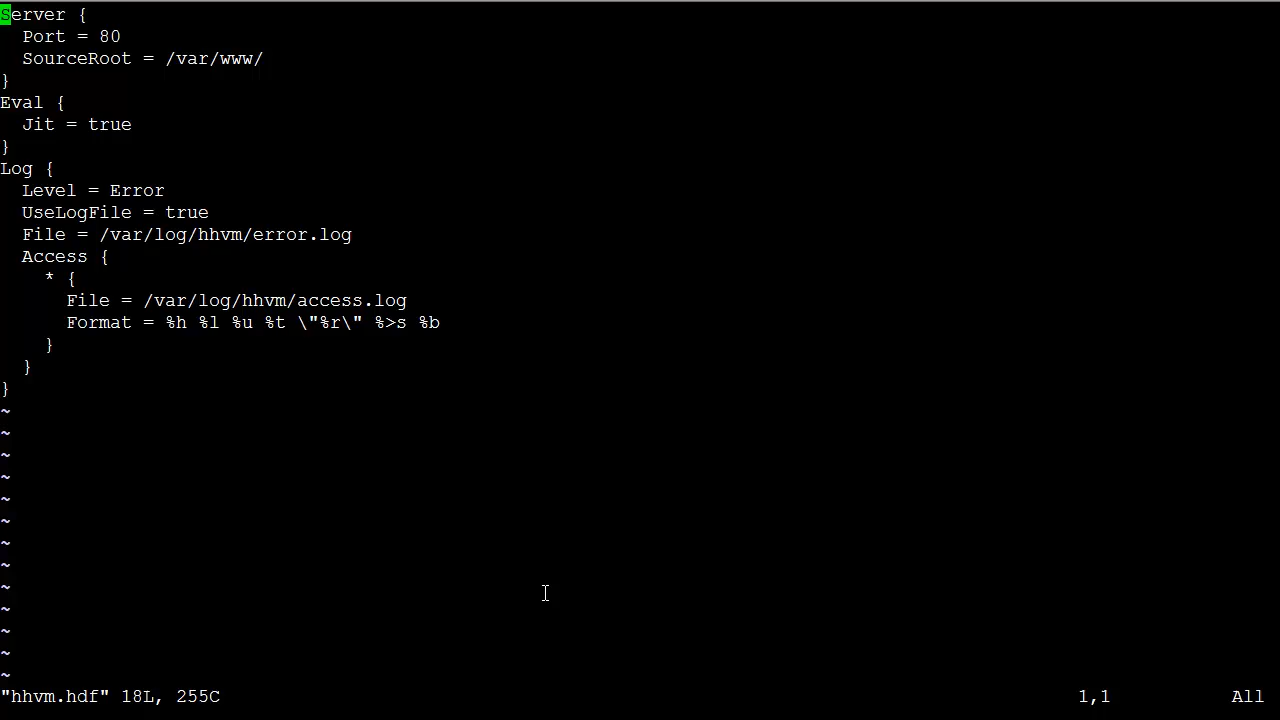 Server {
  Port = 80
  SourceRoot = /var/www/
}
Eval {
  Jit = true
}
Log {
  Level = Error
  UseLogFile = true
  File = /var/log/hhvm/error.log
  Access {
    * {
      File = /var/log/hhvm/access.log
      Format = %h %l %u %t \"%r\" %>s %b
    }
  }
}
~
~
~
~
~
~
~
~
~
~
~
~
~
"hhvm.hdf" 18L, 255C 1,1 All